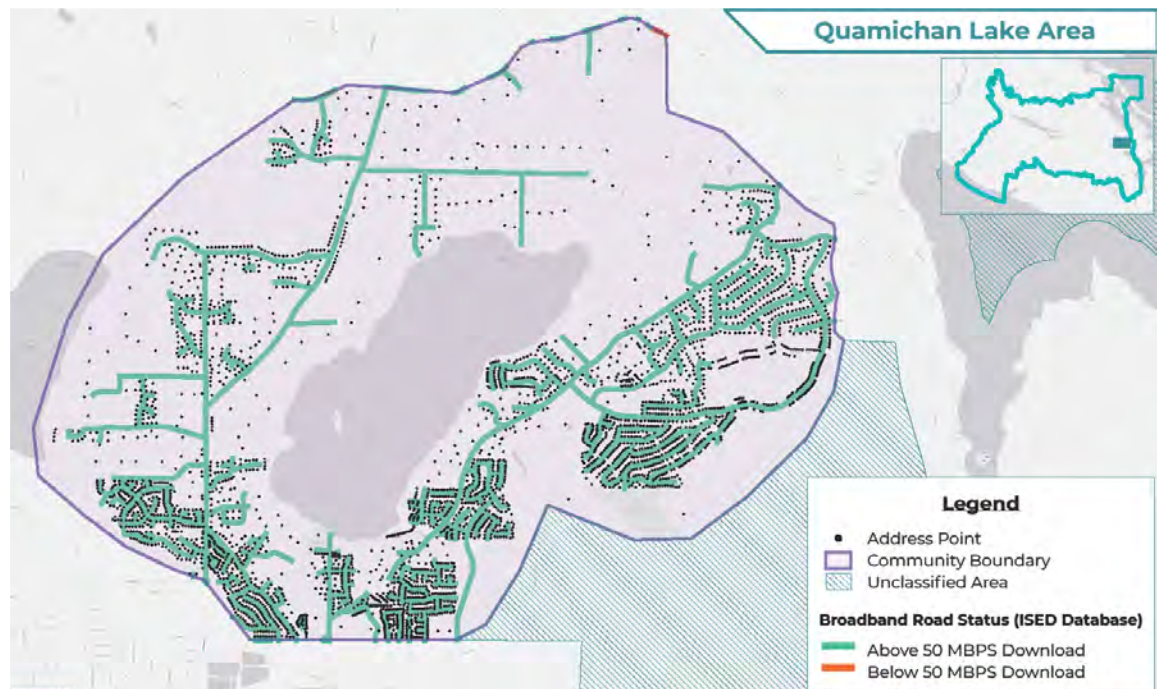 Quamichan Lake Area
Legend
Address Point
Community Boundary
Unclassified Area
Broadband Road Status (ISED Database)
Above 50 MBPS Download
Below 50 MBPS Download